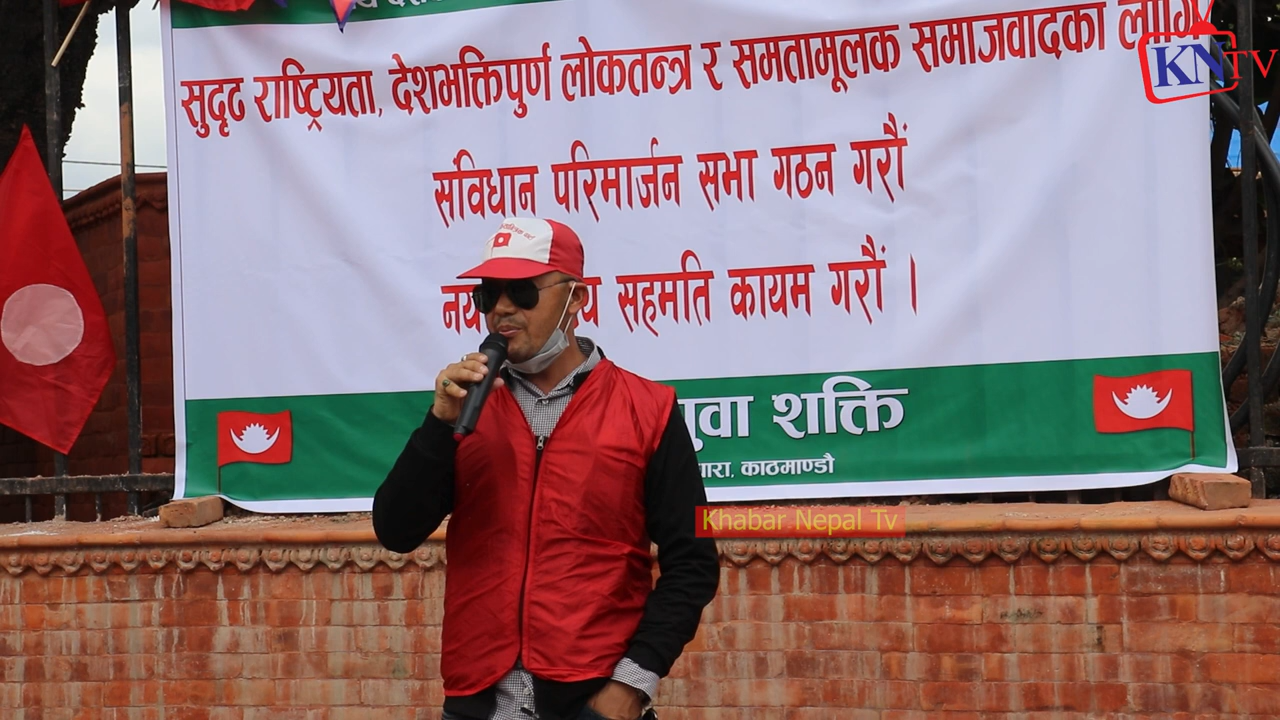 सुदृढ राष्ट्रियता, देशभक्तिपुर्ण लोकतन्त्र र समतामूलक समाजवादका लागि
KNTV
संविधान परिमार्जन सभा गठन गरौं
सहमति कायम गरौं ।
युवा शक्ति
काठमाण्डौ
Khabar Nepal Tv